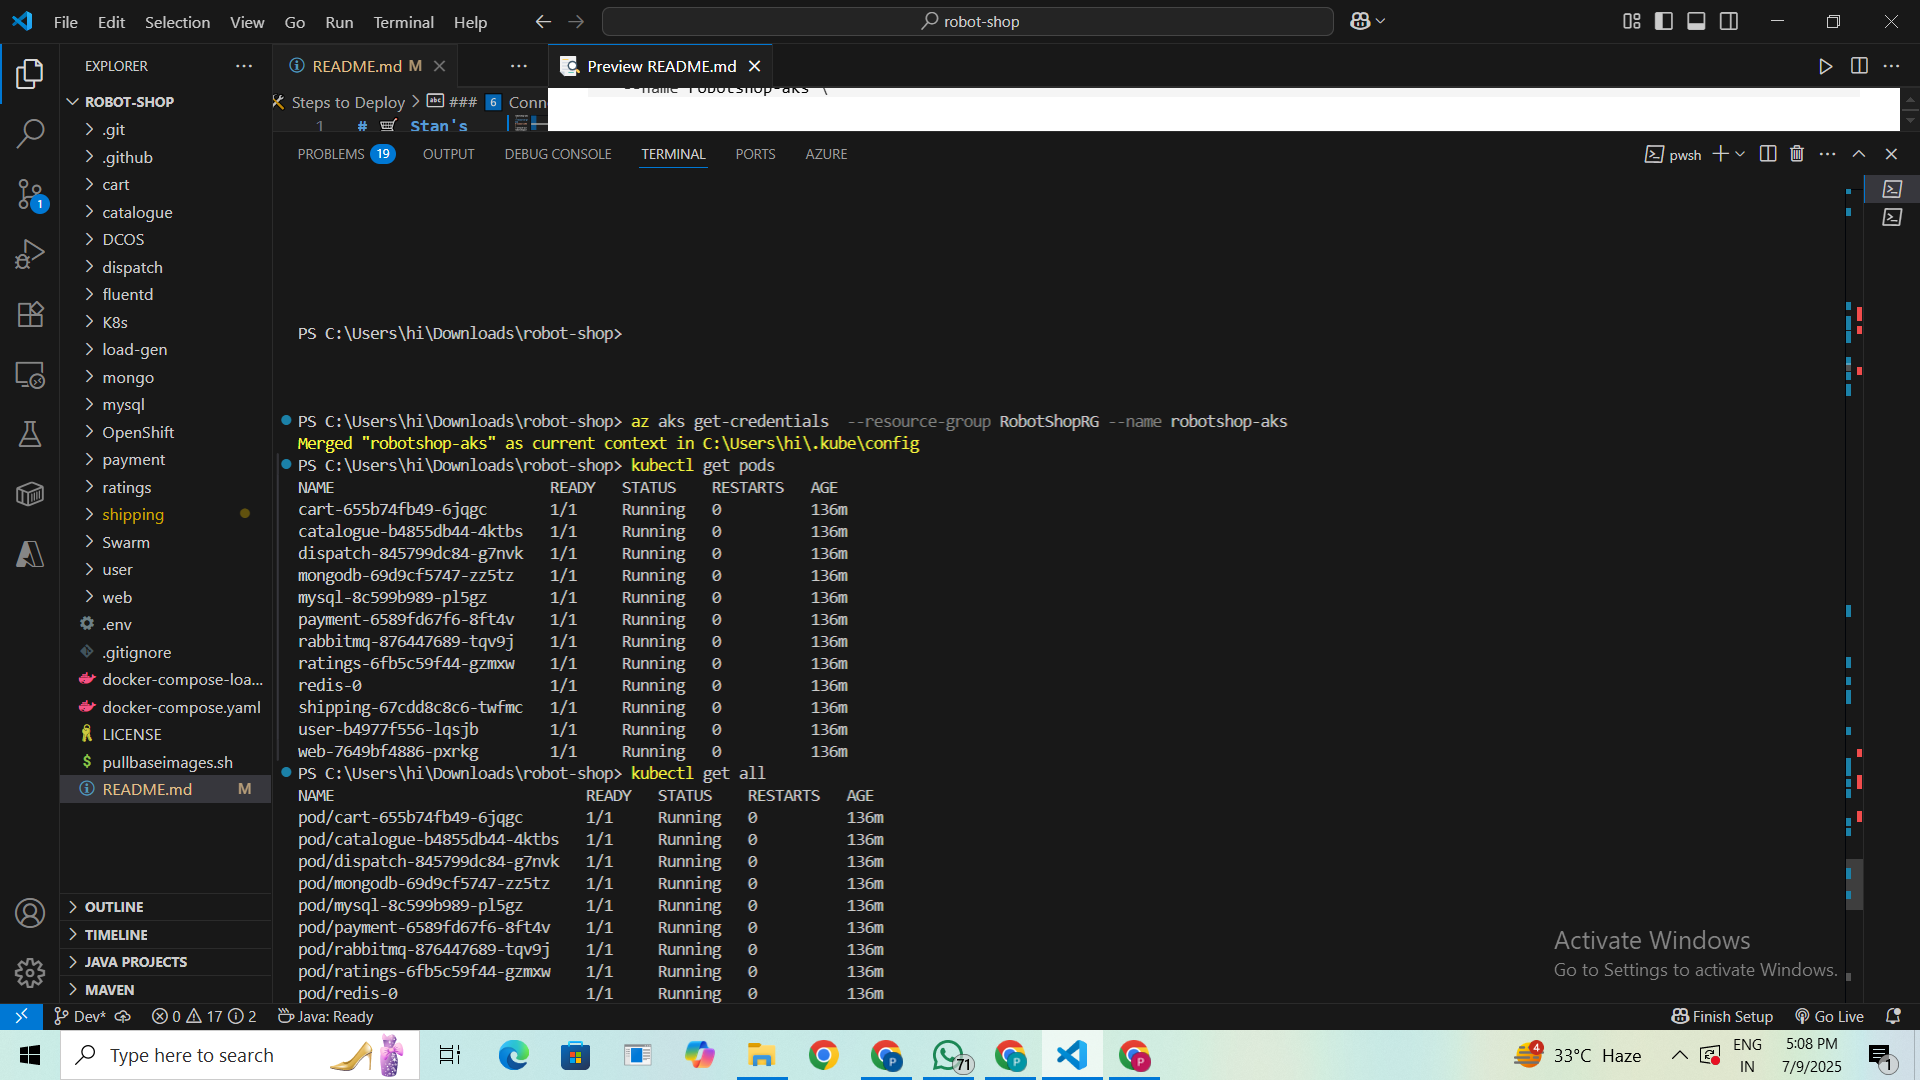 File Edit Selection View Go Run Terminal Help
robot-shop
EXPLORER
README.md M
Preview README.md
ROBOT-SHOP
Steps to Deploy > ### 6 Conn
--name robotshop-aks \
1 # Stan's
.git
.github
cart
catalogue
DCOS
dispatch
fluentd
K8s
load-gen
mongo
mysql
OpenShift
payment
ratings
shipping
Swarm
user
web
.env
.gitignore
docker-compose-loa...
docker-compose.yaml
LICENSE
pullbaseimages.sh
README.md M
OUTLINE
TIMELINE
JAVA PROJECTS
MAVEN
1
PROBLEMS 19 OUTPUT DEBUG CONSOLE TERMINAL PORTS AZURE
pwsh
PS C:\Users\hi\Downloads\robot-shop>
PS C:\Users\hi\Downloads\robot-shop> az aks get-credentials --resource-group RobotShopRG --name robotshop-aks
Merged "robotshop-aks" as current context in C:\Users\hi\.kube\config
PS C:\Users\hi\Downloads\robot-shop> kubectl get pods
NAME READY STATUS RESTARTS AGE
cart-655b74fb49-6jqgc 1/1 Running 0 136m
catalogue-b4855db44-4ktbs 1/1 Running 0 136m
dispatch-845799dc84-g7nvk 1/1 Running 0 136m
mongodb-69d9cf5747-zz5tz 1/1 Running 0 136m
mysql-8c599b989-pl5gz 1/1 Running 0 136m
payment-6589fd67f6-8ft4v 1/1 Running 0 136m
rabbitmq-876447689-tqv9j 1/1 Running 0 136m
ratings-6fb5c59f44-gzmxw 1/1 Running 0 136m
redis-0 1/1 Running 0 136m
shipping-67cdd8c8c6-twfmc 1/1 Running 0 136m
user-b4977f556-lqsjb 1/1 Running 0 136m
web-7649bf4886-pxrkg 1/1 Running 0 136m
PS C:\Users\hi\Downloads\robot-shop> kubectl get all
NAME READY STATUS RESTARTS AGE
pod/cart-655b74fb49-6jqgc 1/1 Running 0 136m
pod/catalogue-b4855db44-4ktbs 1/1 Running 0 136m
pod/dispatch-845799dc84-g7nvk 1/1 Running 0 136m
pod/mongodb-69d9cf5747-zz5tz 1/1 Running 0 136m
pod/mysql-8c599b989-pl5gz 1/1 Running 0 136m
pod/payment-6589fd67f6-8ft4v 1/1 Running 0 136m
pod/rabbitmq-876447689-tqv9j 1/1 Running 0 136m
pod/ratings-6fb5c59f44-gzmxw 1/1 Running 0 136m
pod/redis-0 1/1 Running 0 136m
Activate Windows
Go to Settings to activate Windows.
Dev* 0 17 2 Java: Ready
Finish Setup Go Live
Type here to search
71
4 33°C Haze
ENG
IN
5:08 PM
7/9/2025
1